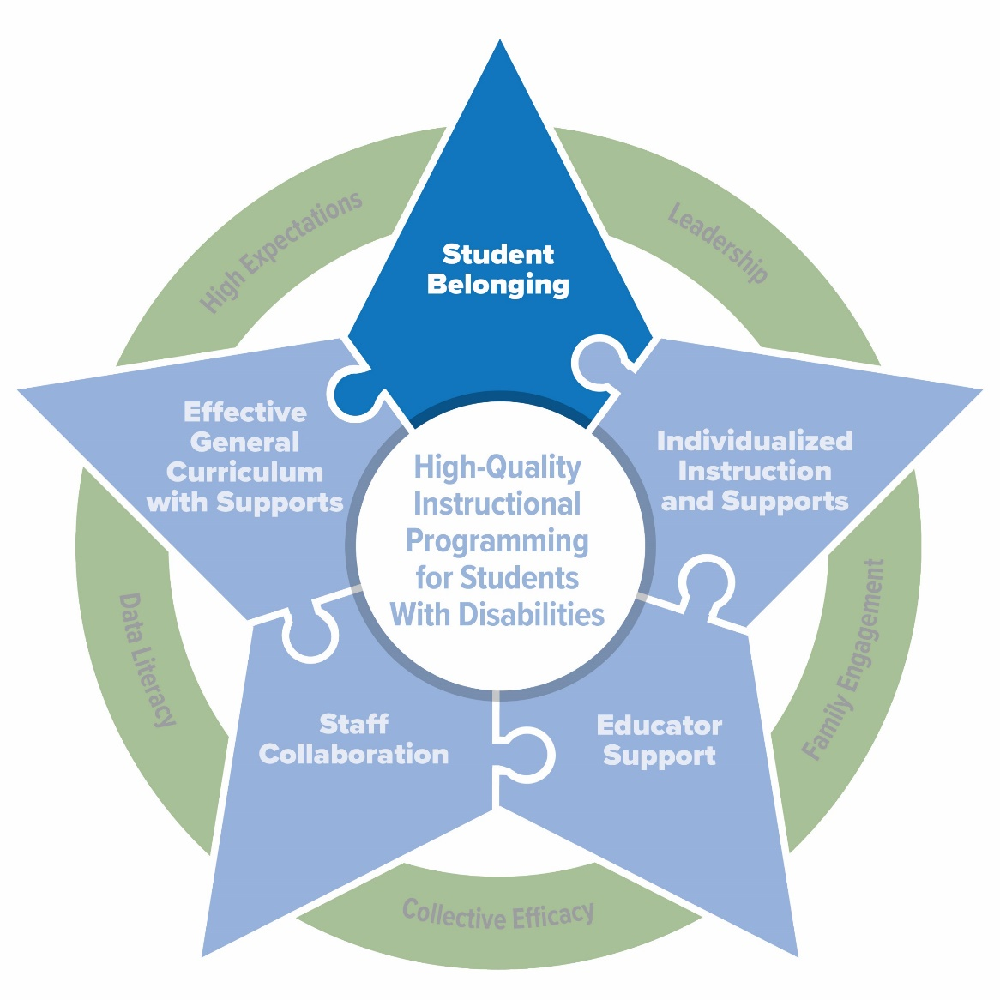 High Expectations
Leadership
Student
Belonging
Effective
General
Curriculum
with Supports
Individualized
Instruction
and Supports
High-Quality
Instructional
Programming
for Students
With Disabilities
Data Literacy
Family Engagement
Staff
Collaboration
Educator
Support
Collective Efficacy